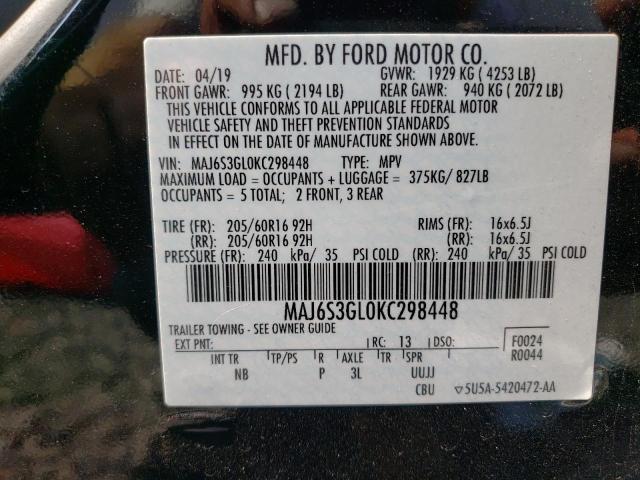 MFD. BY FORD MOTOR CO.
DATE: 04/19 GVWR: 1929 KG ( 4253 LB)
FRONT GAWR: 995 KG ( 2194 LB) REAR GAWR: 940 KG ( 2072 LB)
THIS VEHICLE CONFORMS TO ALL APPLICABLE FEDERAL MOTOR
VEHICLE SAFETY AND THEFT PREVENTION STANDARDS
IN EFFECT ON THE DATE OF MANUFACTURE SHOWN ABOVE.
VIN: MAJ6S3GL0KC298448 TYPE: MPV
MAXIMUM LOAD = OCCUPANTS + LUGGAGE = 375KG/ 827LB
OCCUPANTS = 5 TOTAL; 2 FRONT, 3 REAR
TIRE (FR): 205/60R16 92H RIMS (FR): 16x6.5J
(RR): 205/60R16 92H (RR): 16x6.5J
PRESSURE (FR): 240 kPa/ 35 PSI COLD (RR): 240 kPa/ 35 PSI COLD
MAJ6S3GL0KC298448
TRAILER TOWING - SEE OWNER GUIDE
EXT PNT: RC: 13 DSO: F0024
R0044
INT TR TP/PS R AXLE TR SPR
NB P 3L UUJJ
CBU ▽5U5A-5420472-AA